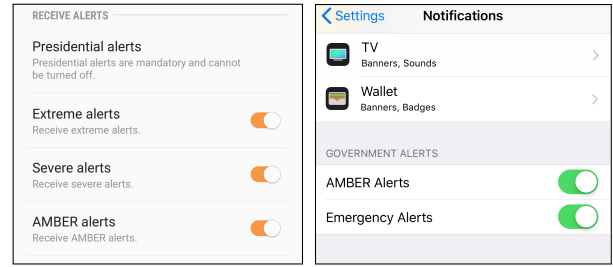 RECEIVE ALERTS
Presidential alerts
Presidential alerts are mandatory and cannot
be turned off.
Extreme alerts
Receive extreme alerts.
Severe alerts
Receive severe alerts.
AMBER alerts
Receive AMBER alerts.
Settings
Notifications
TV
Banners, Sounds
Wallet
Banners, Badges
GOVERNMENT ALERTS
AMBER Alerts
Emergency Alerts